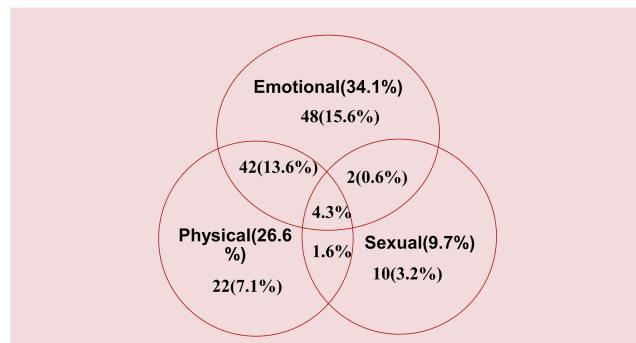 Emotional(34.1%)
48(15.6%)
42(13.6%)
2(0.6%)
4.3%
Physical(26.6
%)
1.6%
Sexual(9.7%)
22(7.1%)
10(3.2%)